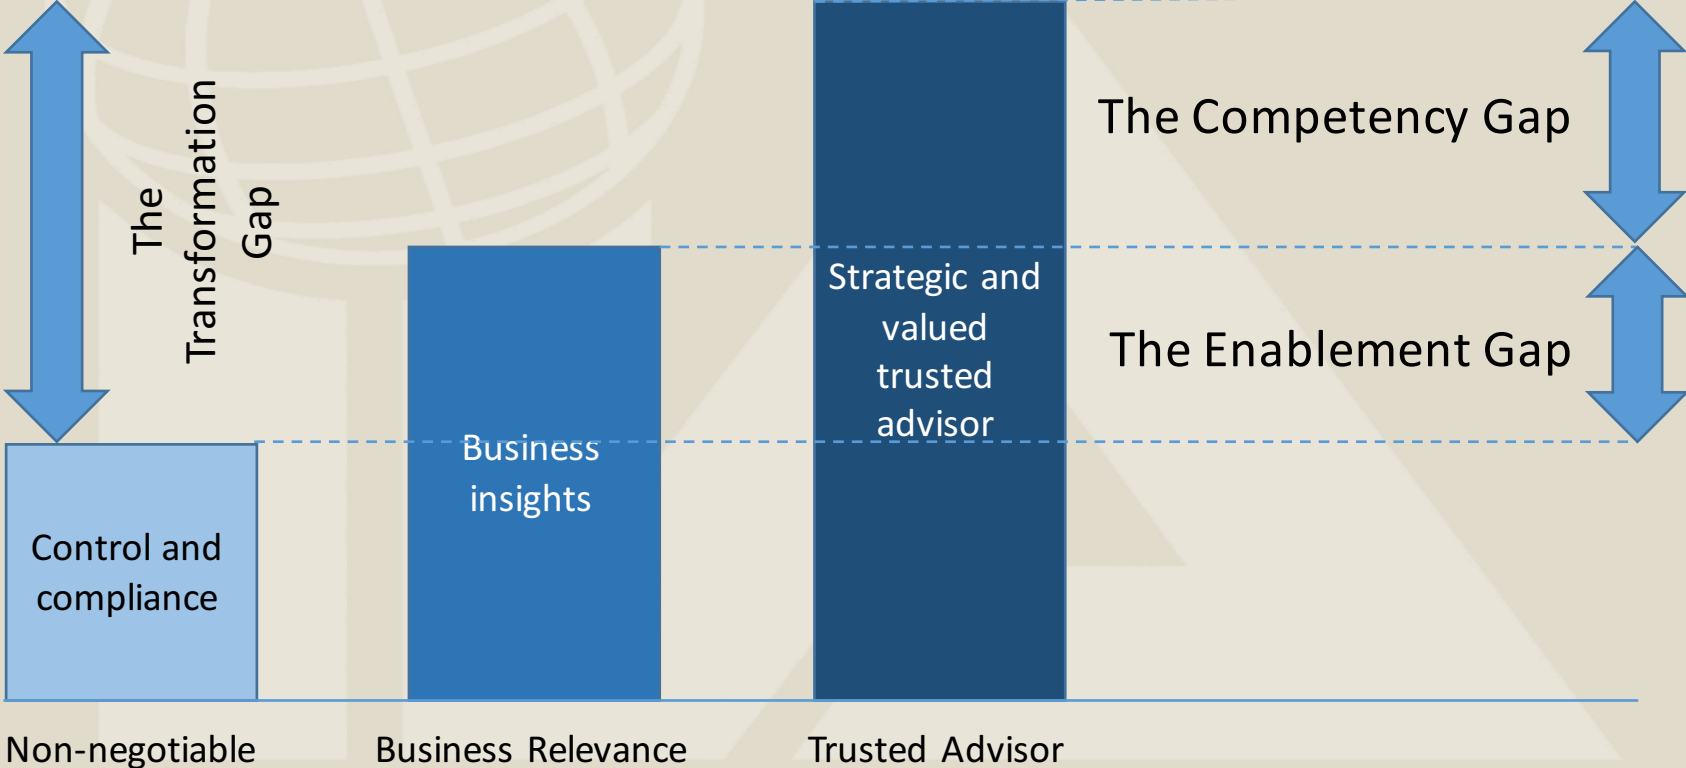 The
Transformation
Gap
The Competency Gap
The Enablement Gap
Strategic and
valued
trusted
advisor
Business
insights
Control and
compliance
Non-negotiable
Business Relevance
Trusted Advisor